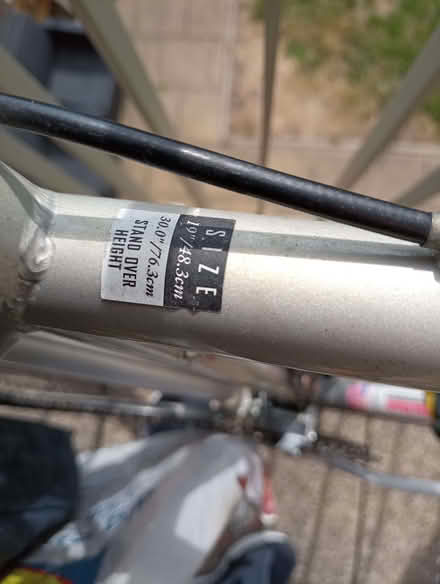 SIZE
19"/48.3cm
30.0"/76.3cm
STAND OVER
HEIGHT